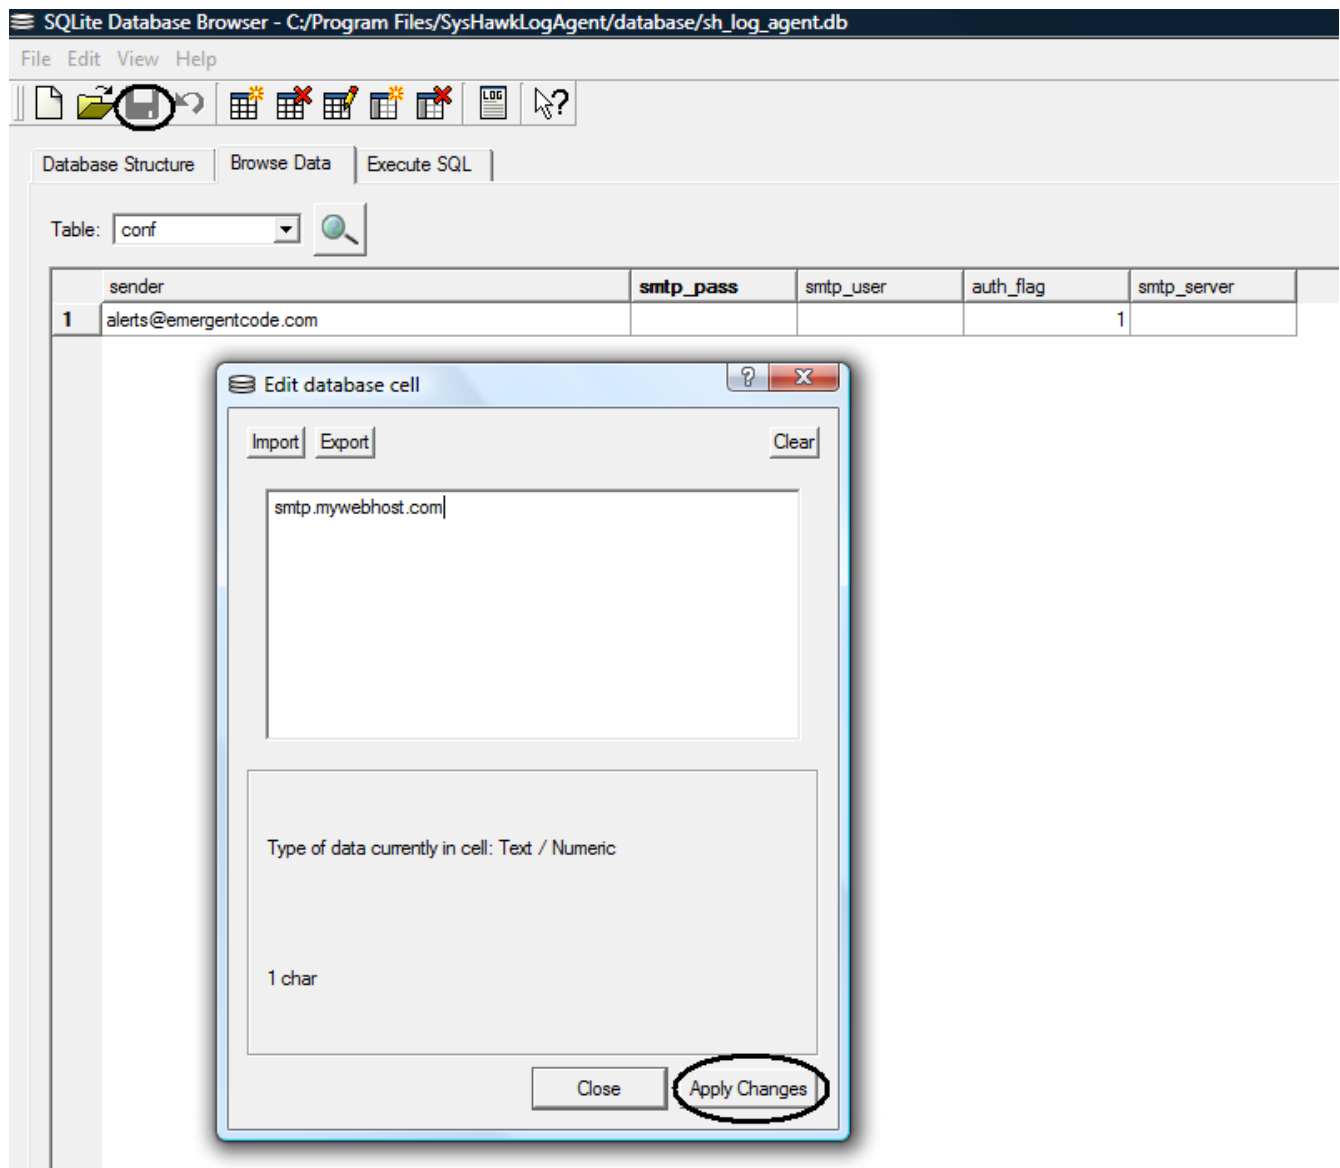 SQLite Database Browser - C:/Program Files/SysHawkLogAgent/database/sh_log_agent.db
File Edit View Help
LOG ?
Database Structure Browse Data Execute SQL
Table: conf
sender smtp_pass smtp_user auth_flag smtp_server
1 alerts@emergentcode.com 1
Edit database cell ? X
Import Export Clear
smtp.mywebhost.com
Type of data currently in cell: Text / Numeric
1 char
Close Apply Changes